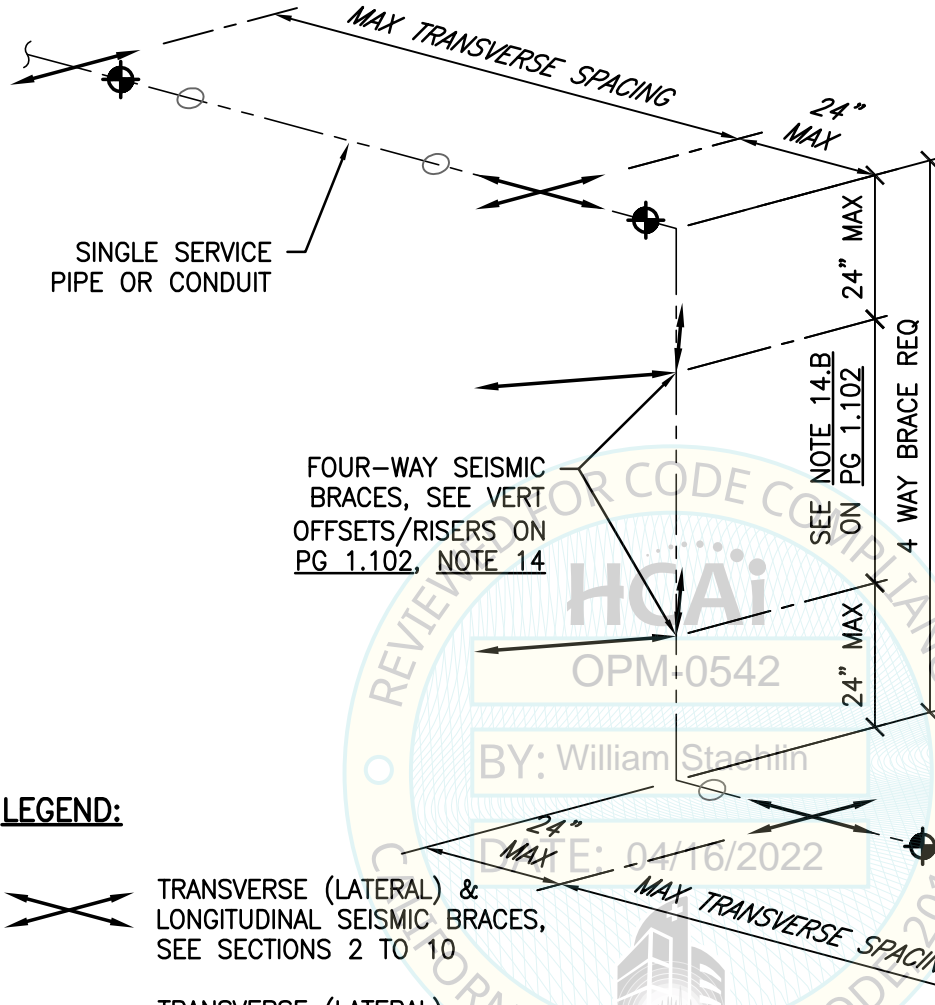 MAX TRANSVERSE SPACING
24"
MAX
SINGLE SERVICE
PIPE OR CONDUIT
24" MAX
SEE NOTE 14.B
ON PG 1.102
4 WAY BRACE REQ
24" MAX
FOUR-WAY SEISMIC
BRACES, SEE VERT
OFFSETS/RISERS ON
PG 1.102, NOTE 14
REVIEWED FOR CODE COMPLIANC
HCAi
OPM-0542
BY: William Staehlin
DATE: 04/16/2022
24"
MAX
MAX TRANSVERSE SPACIN
LEGEND:
TRANSVERSE (LATERAL) &
LONGITUDINAL SEISMIC BRACES,
SEE SECTIONS 2 TO 10
TRANSVERSE (LATERAL)